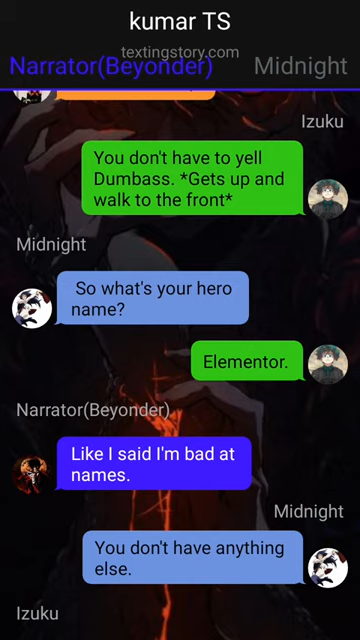 kumar TS
textingstory.com
Narrator(Beyonder)
Midnight
Izuku
You don't have to yell
Dumbass. *Gets up and
walk to the front*
Midnight
So what's your hero
name?
Elementor.
Narrator(Beyonder)
Like I said I'm bad at
names.
Midnight
You don't have anything
else.
Izuku